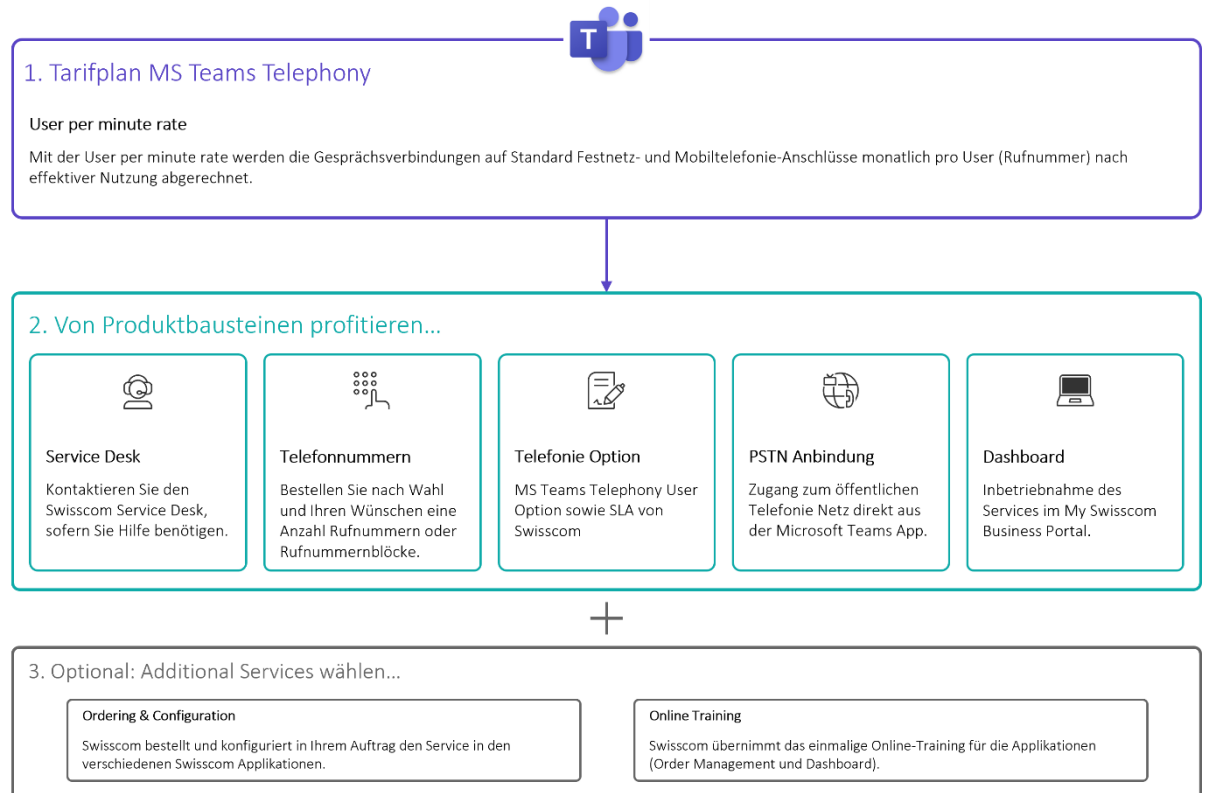 T
1. Tarifplan MS Teams Telephony
User per minute rate
Mit der User per minute rate werden die Gesprächsverbindungen auf Standard Festnetz- und Mobiltelefonie-Anschlüsse monatlich pro User (Rufnummer) nach
effektiver Nutzung abgerechnet.
2. Von Produktbausteinen profitieren...
Service Desk
Kontaktieren Sie den
Swisscom Service Desk,
sofern Sie Hilfe benötigen.
Telefonnummern
Bestellen Sie nach Wahl
und Ihren Wünschen eine
Anzahl Rufnummern oder
Rufnummernblöcke.
Telefonie Option
MS Teams Telephony User
Option sowie SLA von
Swisscom
PSTN Anbindung
Zugang zum öffentlichen
Telefonie Netz direkt aus
der Microsoft Teams App.
Dashboard
Inbetriebnahme des
Services im My Swisscom
Business Portal.
3. Optional: Additional Services wählen...
Ordering & Configuration
Swisscom bestellt und konfiguriert in Ihrem Auftrag den Service in den
verschiedenen Swisscom Applikationen.
Online Training
Swisscom übernimmt das einmalige Online-Training für die Applikationen
(Order Management und Dashboard).